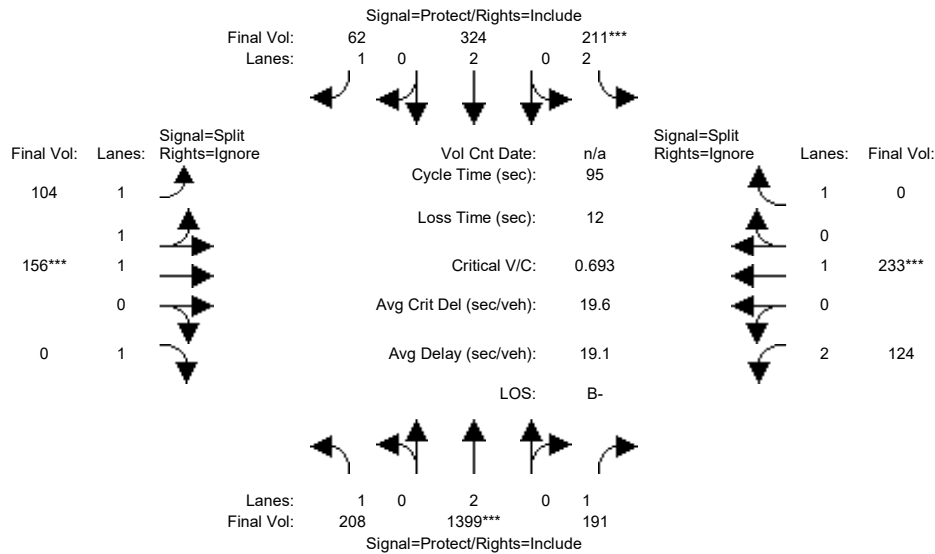 Signal=Protect/Rights=Include
Final Vol: 62 324 211***
Lanes: 1 0 2 0 2
Signal=Split
Final Vol: Lanes: Rights=Ignore
Vol Cnt Date: n/a
Signal=Split
Rights=Ignore Lanes: Final Vol:
Cycle Time (sec): 95
104 1
1 0
Loss Time (sec): 12
1
0
156*** 1
Critical V/C: 0.693
1 233***
0
Avg Crit Del (sec/veh): 19.6
0
0 1
Avg Delay (sec/veh): 19.1
2 124
LOS: B-
Lanes: 1 0 2 0 1
Final Vol: 208 1399*** 191
Signal=Protect/Rights=Include